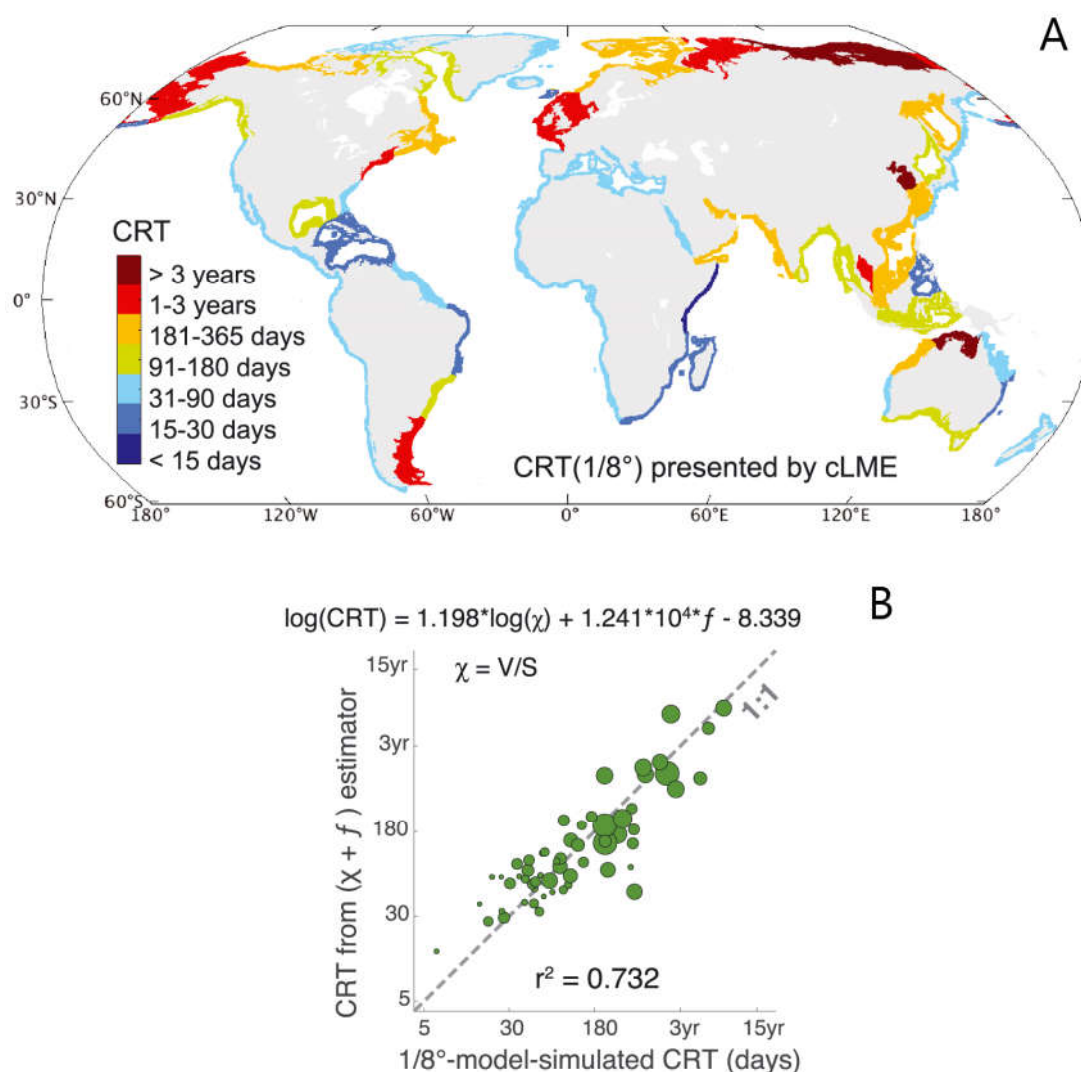 A
60°N
30°N
0°
30°S
60°S
CRT
> 3 years
1-3 years
181-365 days
91-180 days
31-90 days
15-30 days
< 15 days
CRT(1/8°) presented by cLME
180° 120°W 60°W 0° 60°E 120°E 180°
B
log(CRT) = 1.198*log(χ) + 1.241*10⁴*ƒ - 8.339
χ = V/S
1:1
15yr
3yr
180
30
5
CRT from (χ + ƒ) estimator
r² = 0.732
5 30 180 3yr 15yr
1/8°-model-simulated CRT (days)